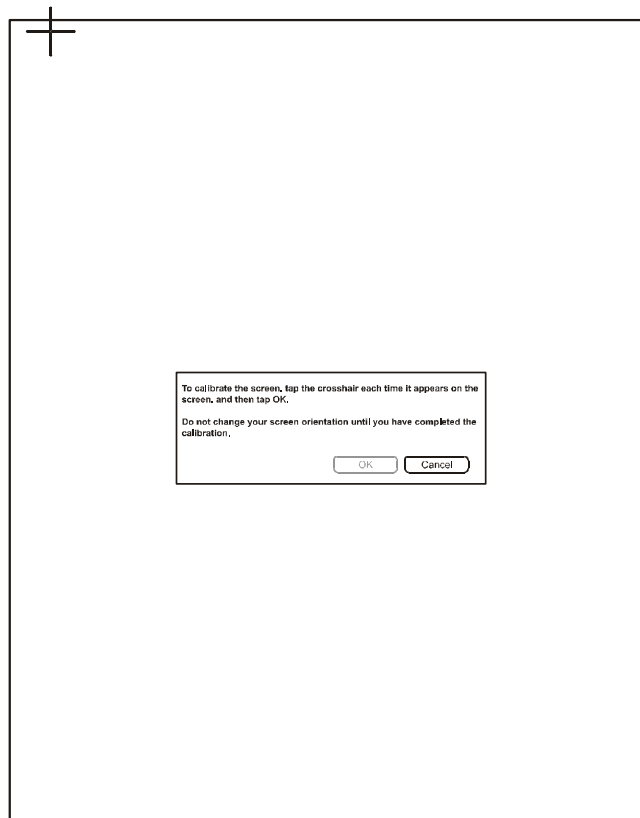 To calibrate the screen, tap the crosshair each time it appears on the
screen, and then tap OK.
Do not change your screen orientation until you have completed the
calibration.
OK Cancel